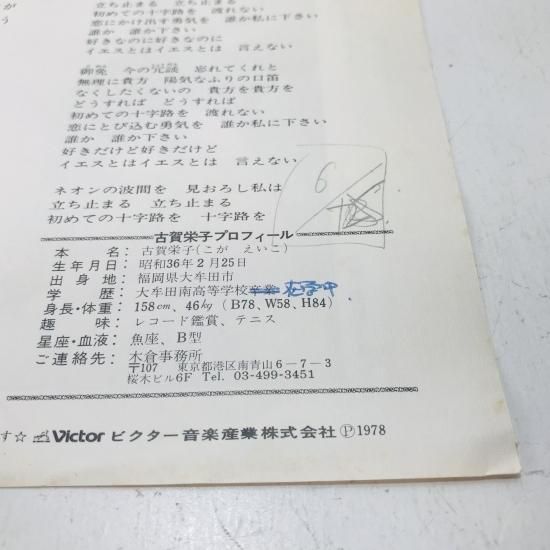 立ち止まる 立ち止まる
初めての十字路を 渡れない
恋にかけ出す勇気を 誰か私に下さい
誰か 誰か下さい
好きなのに好きなのに
イエスとはイエスとは 言えない
御免 今の冗談 忘れてくれと
無理に貴方 陽気なふりの口笛
なくしたくないの 貴方を貴方を
どうすれば どうすれば
初めての十字路を 渡れない
恋にとび込む勇気を 誰か私に下さい
誰か 誰か下さい
好きだけど好きだけど
イエスとはイエスとは 言えない
ネオンの波間を 見おろし私は
立ち止まる 立ち止まる
初めての十字路を 十字路を
6
古賀栄子プロフィール
本名：古賀栄子(こが えいこ)
生年月日：昭和36年2月25日
出身地：福岡県大牟田市
学歴：大牟田南高等学校卒業 在学中
身長・体重：158cm、46kg (B78、W58、H84)
趣味：レコード鑑賞、テニス
星座・血液：魚座、B型
ご連絡先：木倉事務所
〒107 東京都港区南青山6－7－3
桜木ビル6F Tel. 03-499-3451
す☆ Victor ビクター音楽産業株式会社 Ⓟ1978